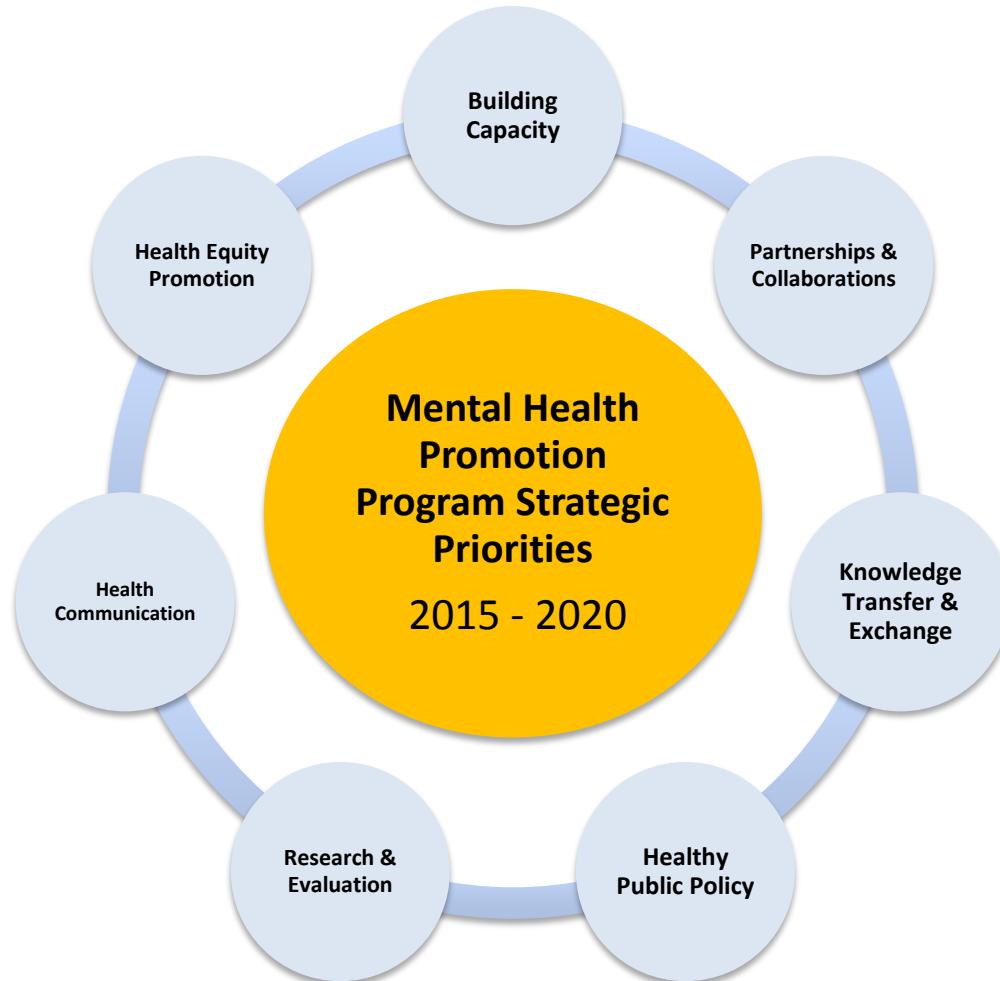 Building
Capacity
Partnerships &
Collaborations
Knowledge
Transfer &
Exchange
Healthy
Public Policy
Research &
Evaluation
Health
Communication
Health Equity
Promotion
Mental Health
Promotion
Program Strategic
Priorities
2015 - 2020